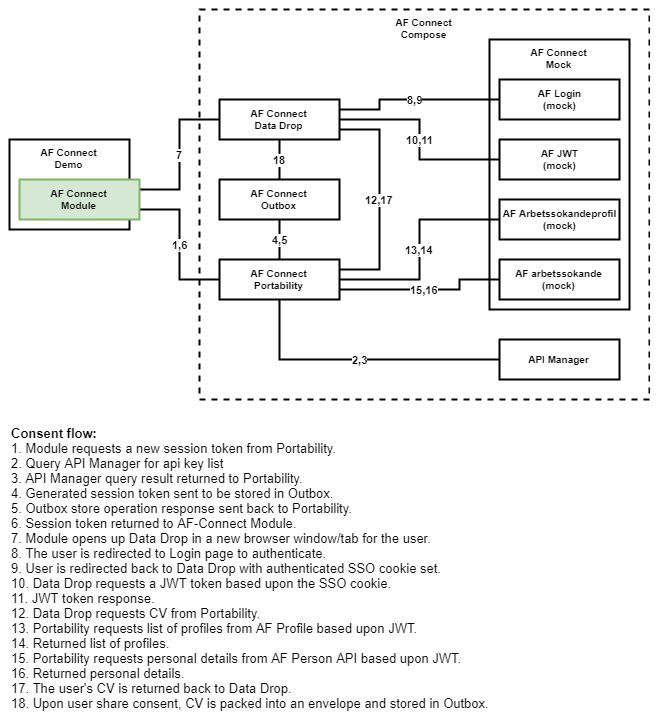 AF Connect
Compose
AF Connect
Mock
AF Login
(mock)
8,9
AF Connect
Data Drop
10,11
AF Connect
Demo
7
18
AF JWT
(mock)
AF Connect
Module
AF Connect
Outbox
12,17
AF Arbetssokandeprofil
(mock)
1,6
4,5
13,14
AF Connect
Portability
AF arbetssokande
(mock)
15,16
2,3
API Manager
Consent flow:
1. Module requests a new session token from Portability.
2. Query API Manager for api key list
3. API Manager query result returned to Portability.
4. Generated session token sent to be stored in Outbox.
5. Outbox store operation response sent back to Portability.
6. Session token returned to AF-Connect Module.
7. Module opens up Data Drop in a new browser window/tab for the user.
8. The user is redirected to Login page to authenticate.
9. User is redirected back to Data Drop with authenticated SSO cookie set.
10. Data Drop requests a JWT token based upon the SSO cookie.
11. JWT token response.
12. Data Drop requests CV from Portability.
13. Portability requests list of profiles from AF Profile based upon JWT.
14. Returned list of profiles.
15. Portability requests personal details from AF Person API based upon JWT.
16. Returned personal details.
17. The user's CV is returned back to Data Drop.
18. Upon user share consent, CV is packed into an envelope and stored in Outbox.